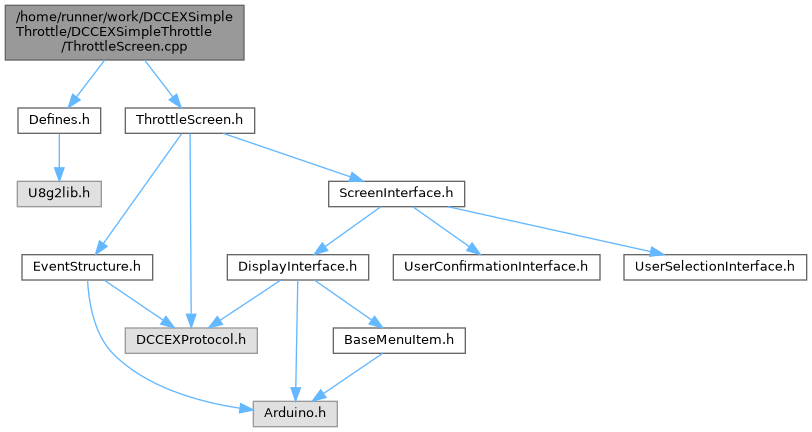 /home/runner/work/DCCEXSimple
Throttle/DCCEXSimpleThrottle
/ThrottleScreen.cpp
Defines.h
ThrottleScreen.h
U8g2lib.h
ScreenInterface.h
EventStructure.h
DisplayInterface.h
UserConfirmationInterface.h
UserSelectionInterface.h
DCCEXProtocol.h
BaseMenuItem.h
Arduino.h